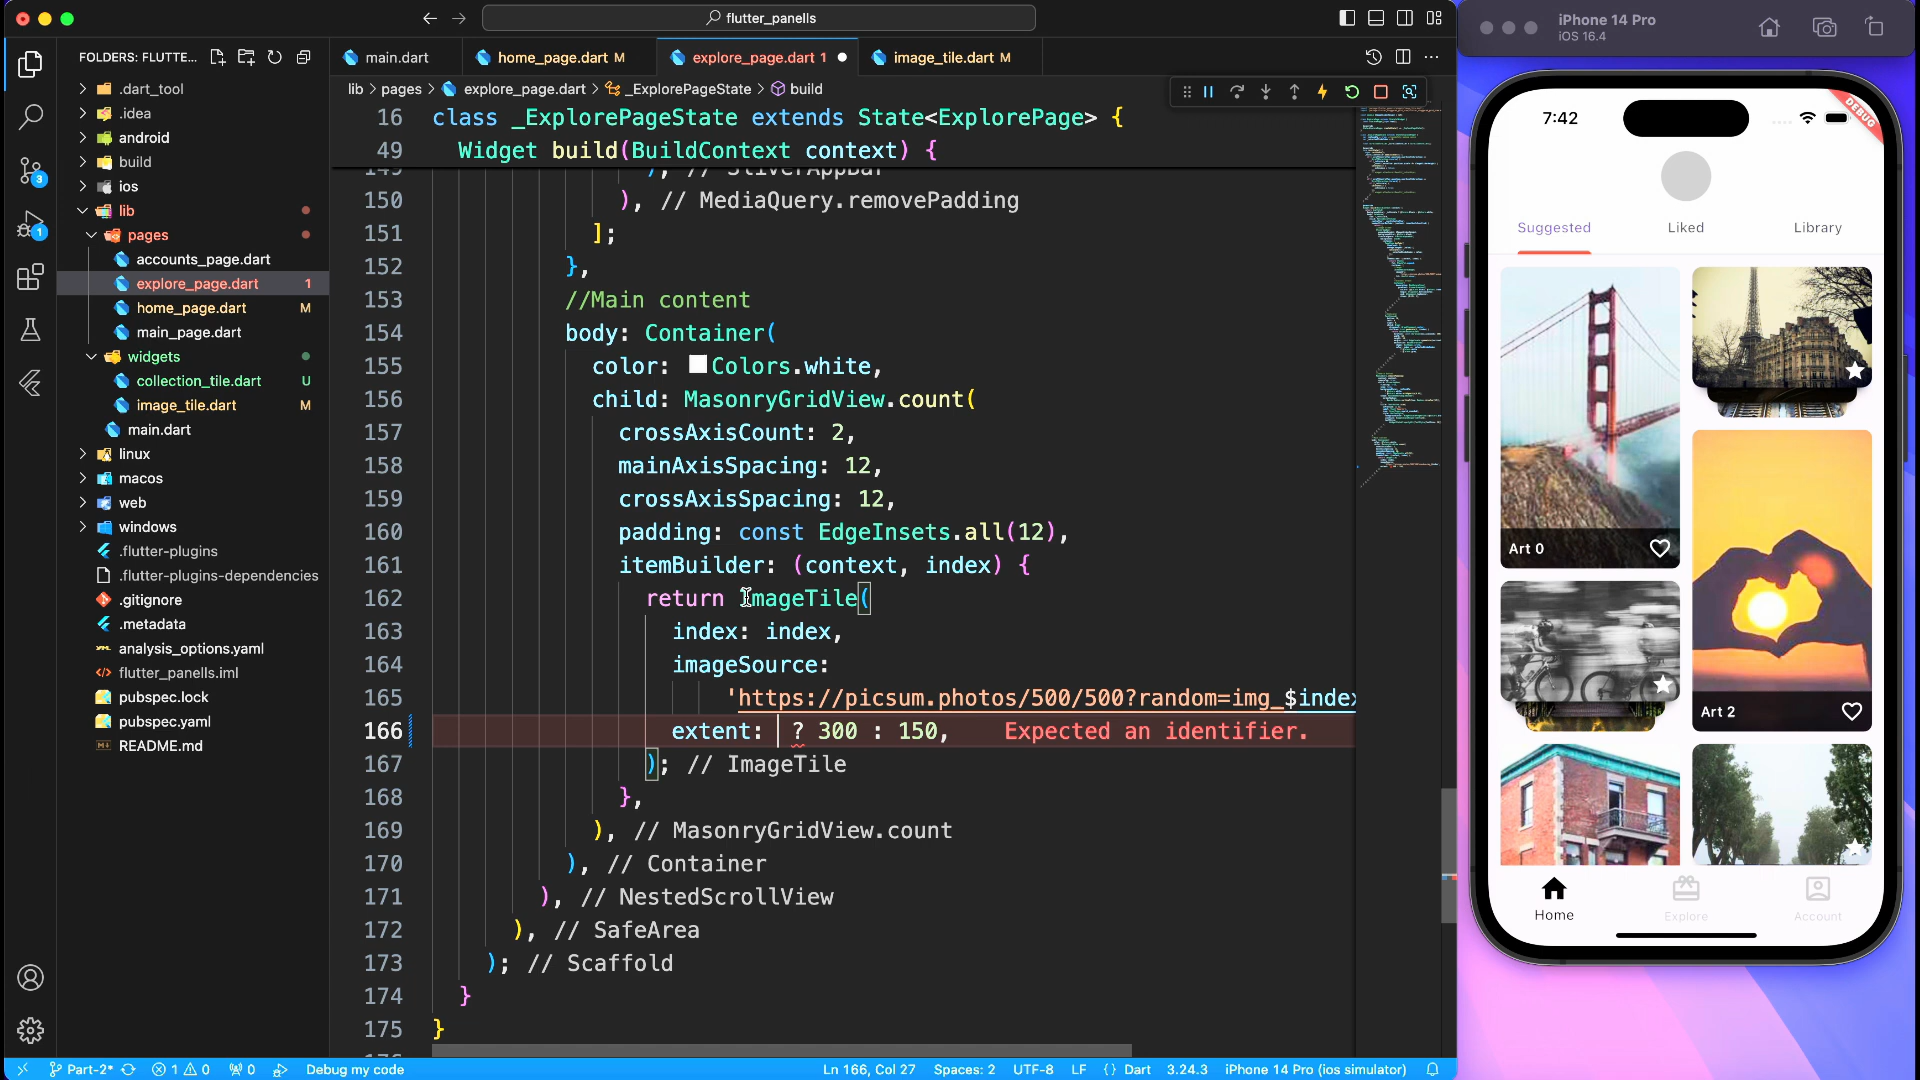 flutter_panells
iPhone 14 Pro
iOS 16.4
FOLDERS: FLUTTE...
main.dart
home_page.dart M
explore_page.dart 1
image_tile.dart M
lib > pages > explore_page.dart > _ExplorePageState > build
.dart_tool
.idea
android
build
ios
lib
pages
accounts_page.dart
explore_page.dart 1
home_page.dart M
main_page.dart
widgets
collection_tile.dart U
image_tile.dart M
main.dart
linux
macos
web
windows
.flutter-plugins
.flutter-plugins-dependencies
.gitignore
.metadata
analysis_options.yaml
flutter_panells.iml
pubspec.lock
pubspec.yaml
README.md
3
1
16 class _ExplorePageState extends State<ExplorePage> {
49 Widget build(BuildContext context) {
149 ), // SliverAppBar
150 ), // MediaQuery.removePadding
151 ];
152 },
153 //Main content
154 body: Container(
155 color: Colors.white,
156 child: MasonryGridView.count(
157 crossAxisCount: 2,
158 mainAxisSpacing: 12,
159 crossAxisSpacing: 12,
160 padding: const EdgeInsets.all(12),
161 itemBuilder: (context, index) {
162 return ImageTile(
163 index: index,
164 imageSource:
165 'https://picsum.photos/500/500?random=img_$index
166 extent: ? 300 : 150, Expected an identifier.
167 ); // ImageTile
168 },
169 ), // MasonryGridView.count
170 ), // Container
171 ), // NestedScrollView
172 ), // SafeArea
173 ); // Scaffold
174 }
175 }
7:42
DEBUG
Suggested Liked Library
Art 0
Art 2
Home Explore Account
Part-2* 1 0 0 Debug my code
Ln 166, Col 27 Spaces: 2 UTF-8 LF {} Dart 3.24.3 iPhone 14 Pro (ios simulator)